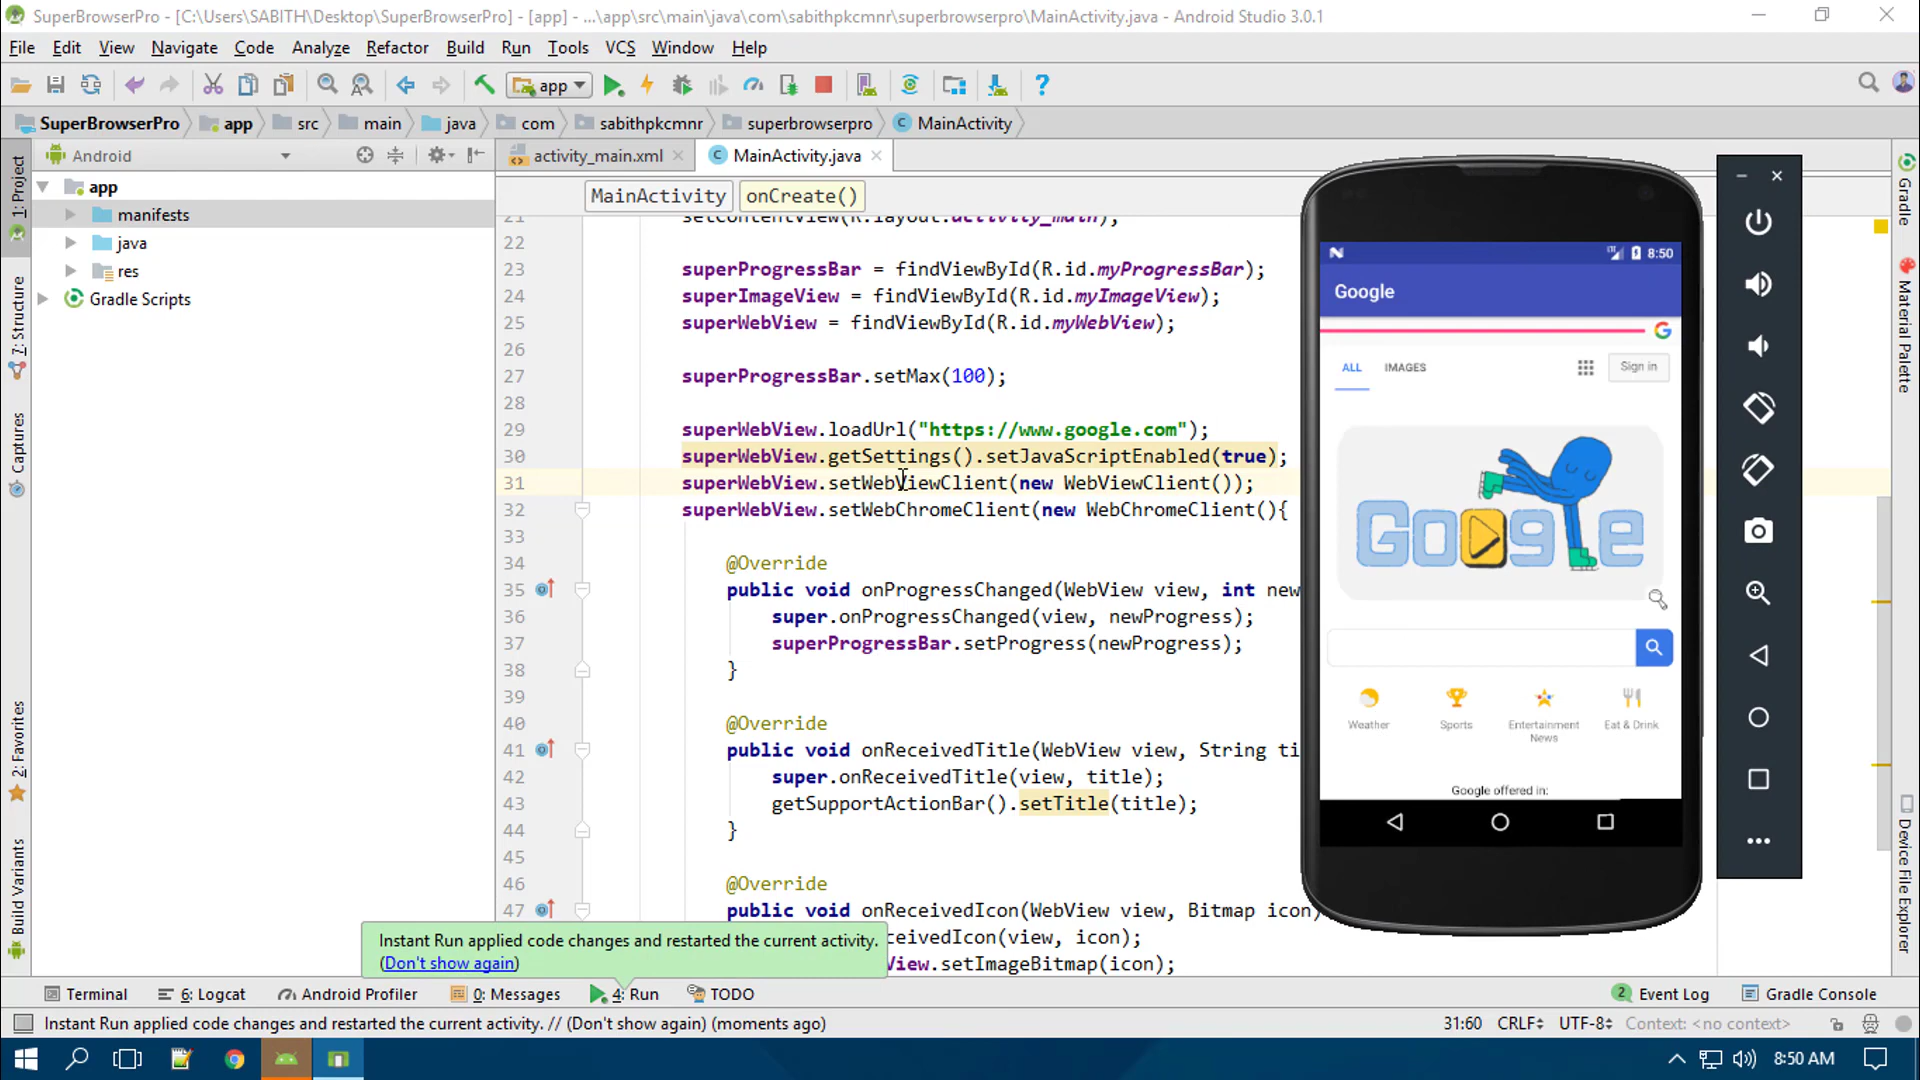 SuperBrowserPro - [C:\Users\SABITH\Desktop\SuperBrowserPro] - [app] - ...\app\src\main\java\com\sabithpkcmnr\superbrowserpro\MainActivity.java - Android Studio 3.0.1
File Edit View Navigate Code Analyze Refactor Build Run Tools VCS Window Help
app
SuperBrowserPro app src main java com sabithpkcmnr superbrowserpro MainActivity
Android
activity_main.xml
MainActivity.java
MainActivity
onCreate()
1: Project
7: Structure
Captures
2: Favorites
Build Variants
app
manifests
java
res
Gradle Scripts
21 setContentView(R.layout.activity_main);
22
23 superProgressBar = findViewById(R.id.myProgressBar);
24 superImageView = findViewById(R.id.myImageView);
25 superWebView = findViewById(R.id.myWebView);
26
27 superProgressBar.setMax(100);
28
29 superWebView.loadUrl("https://www.google.com");
30 superWebView.getSettings().setJavaScriptEnabled(true);
31 superWebView.setWebViewClient(new WebViewClient());
32 superWebView.setWebChromeClient(new WebChromeClient(){
33
34 @Override
35 public void onProgressChanged(WebView view, int new
36 super.onProgressChanged(view, newProgress);
37 superProgressBar.setProgress(newProgress);
38 }
39
40 @Override
41 public void onReceivedTitle(WebView view, String ti
42 super.onReceivedTitle(view, title);
43 getSupportActionBar().setTitle(title);
44 }
45
46 @Override
47 public void onReceivedIcon(WebView view, Bitmap icon)
ceivedIcon(view, icon);
View.setImageBitmap(icon);
Instant Run applied code changes and restarted the current activity.
(Don't show again)
8:50
Google
G
ALL IMAGES Sign in
Google
Weather Sports Entertainment News Eat & Drink
Google offered in:
Gradle
Material Palette
Device File Explorer
Terminal 6: Logcat Android Profiler 0: Messages 4: Run TODO 2 Event Log Gradle Console
Instant Run applied code changes and restarted the current activity. // (Don't show again) (moments ago) 31:60 CRLF UTF-8 Context: <no context>
8:50 AM